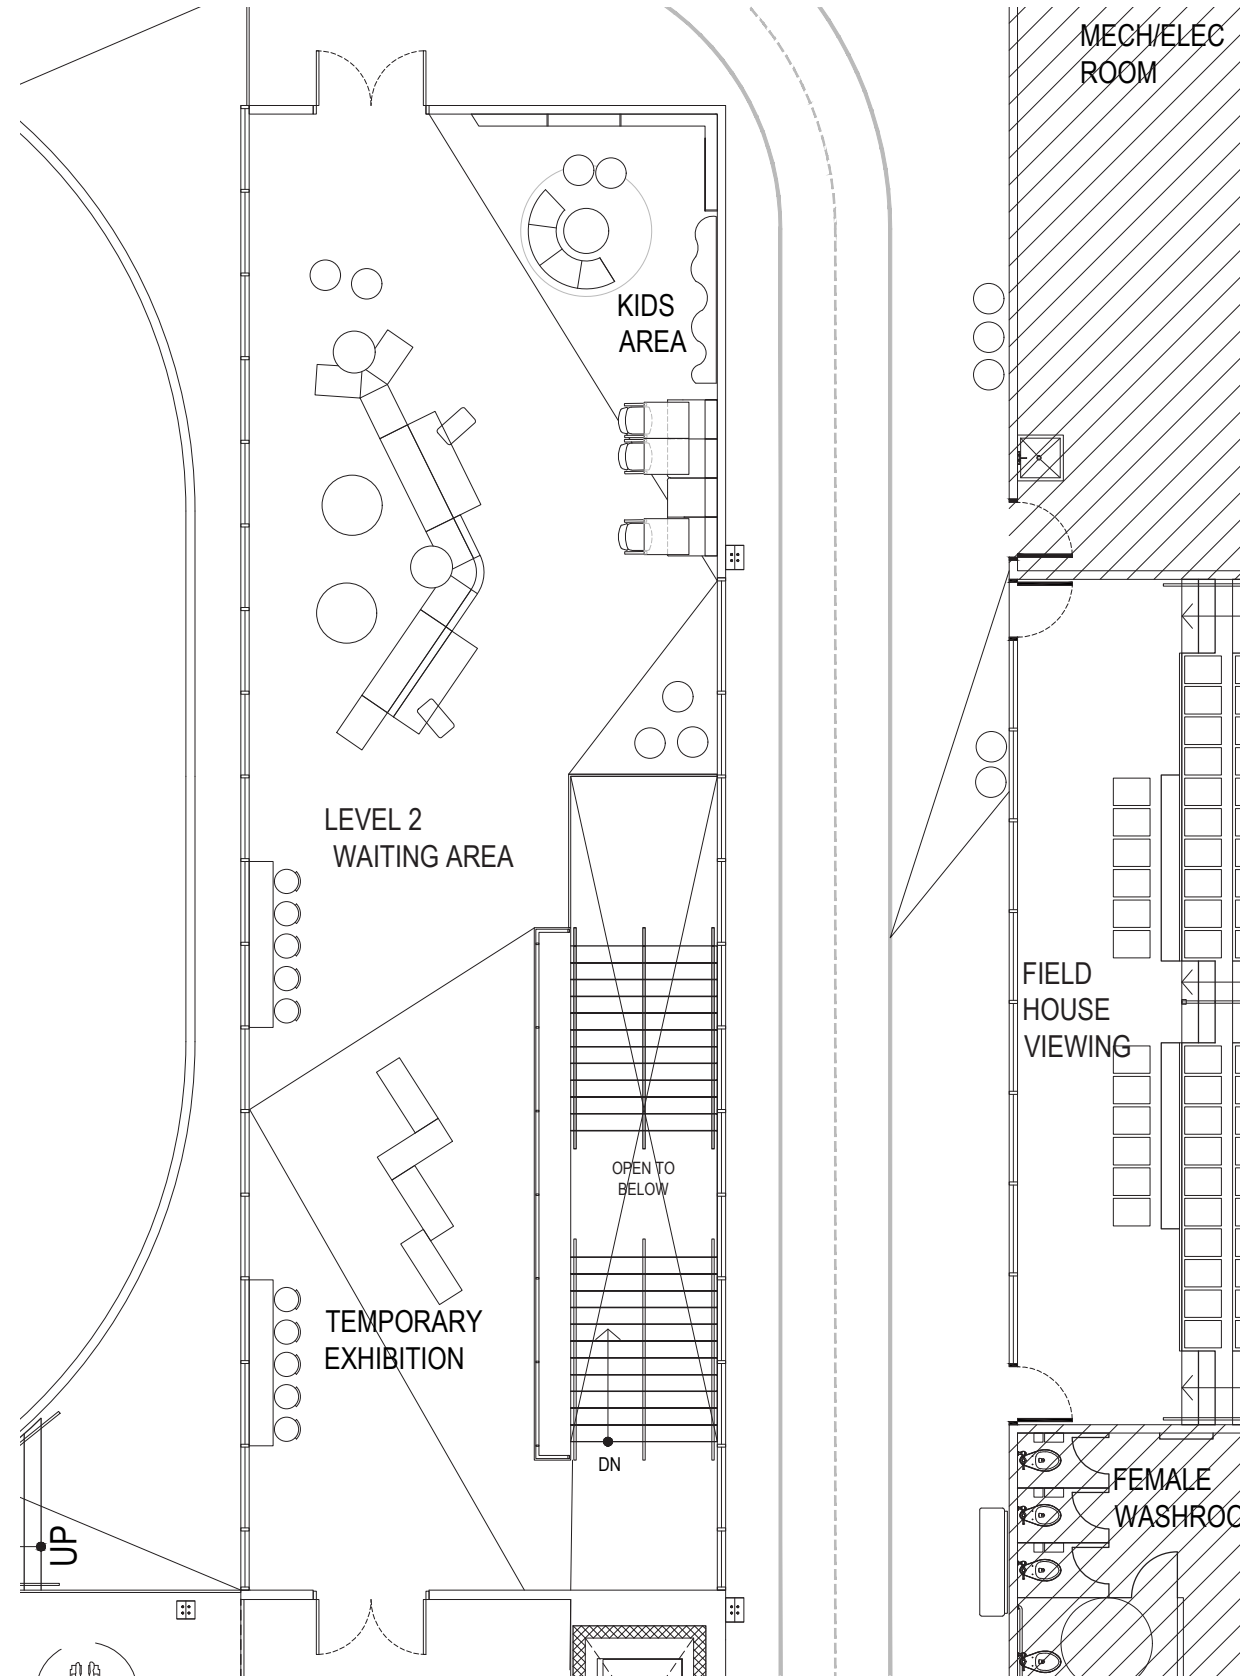 MECH/ELEC
ROOM
KIDS
AREA
LEVEL 2
WAITING AREA
FIELD
HOUSE
VIEWING
OPEN TO
BELOW
TEMPORARY
EXHIBITION
DN
FEMALE
WASHROO
UP